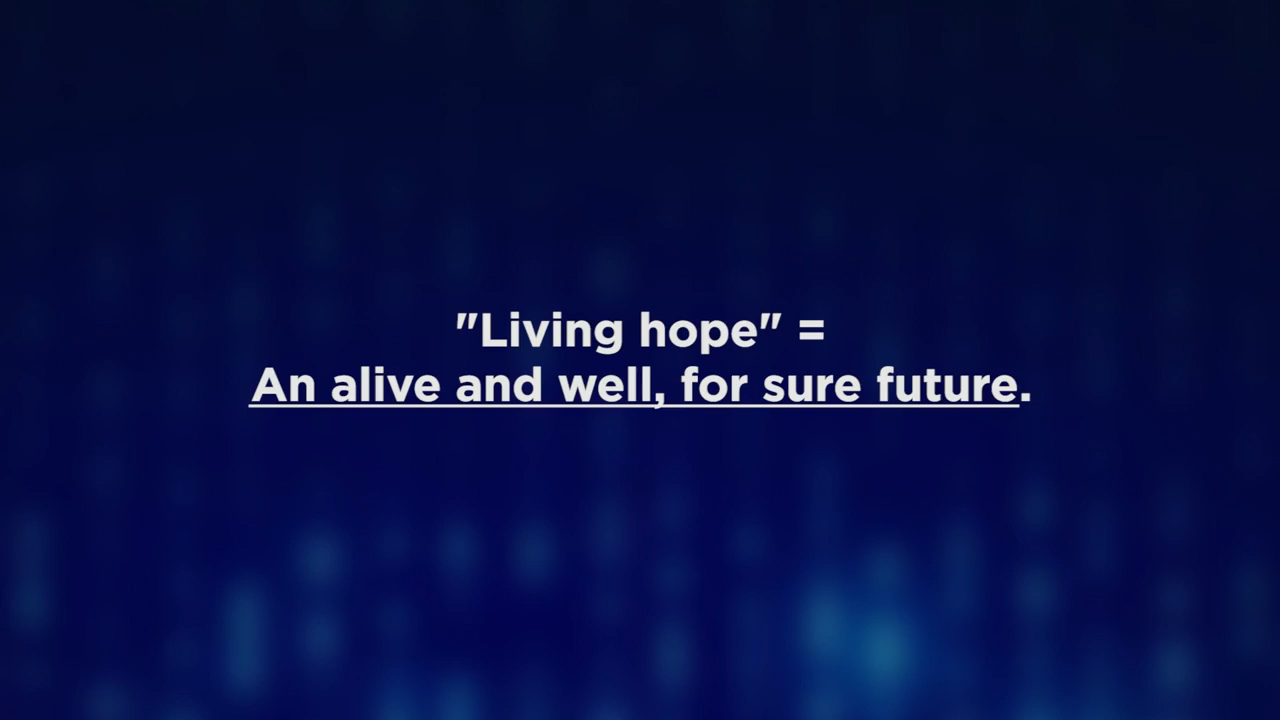 "Living hope" =
An alive and well, for sure future.